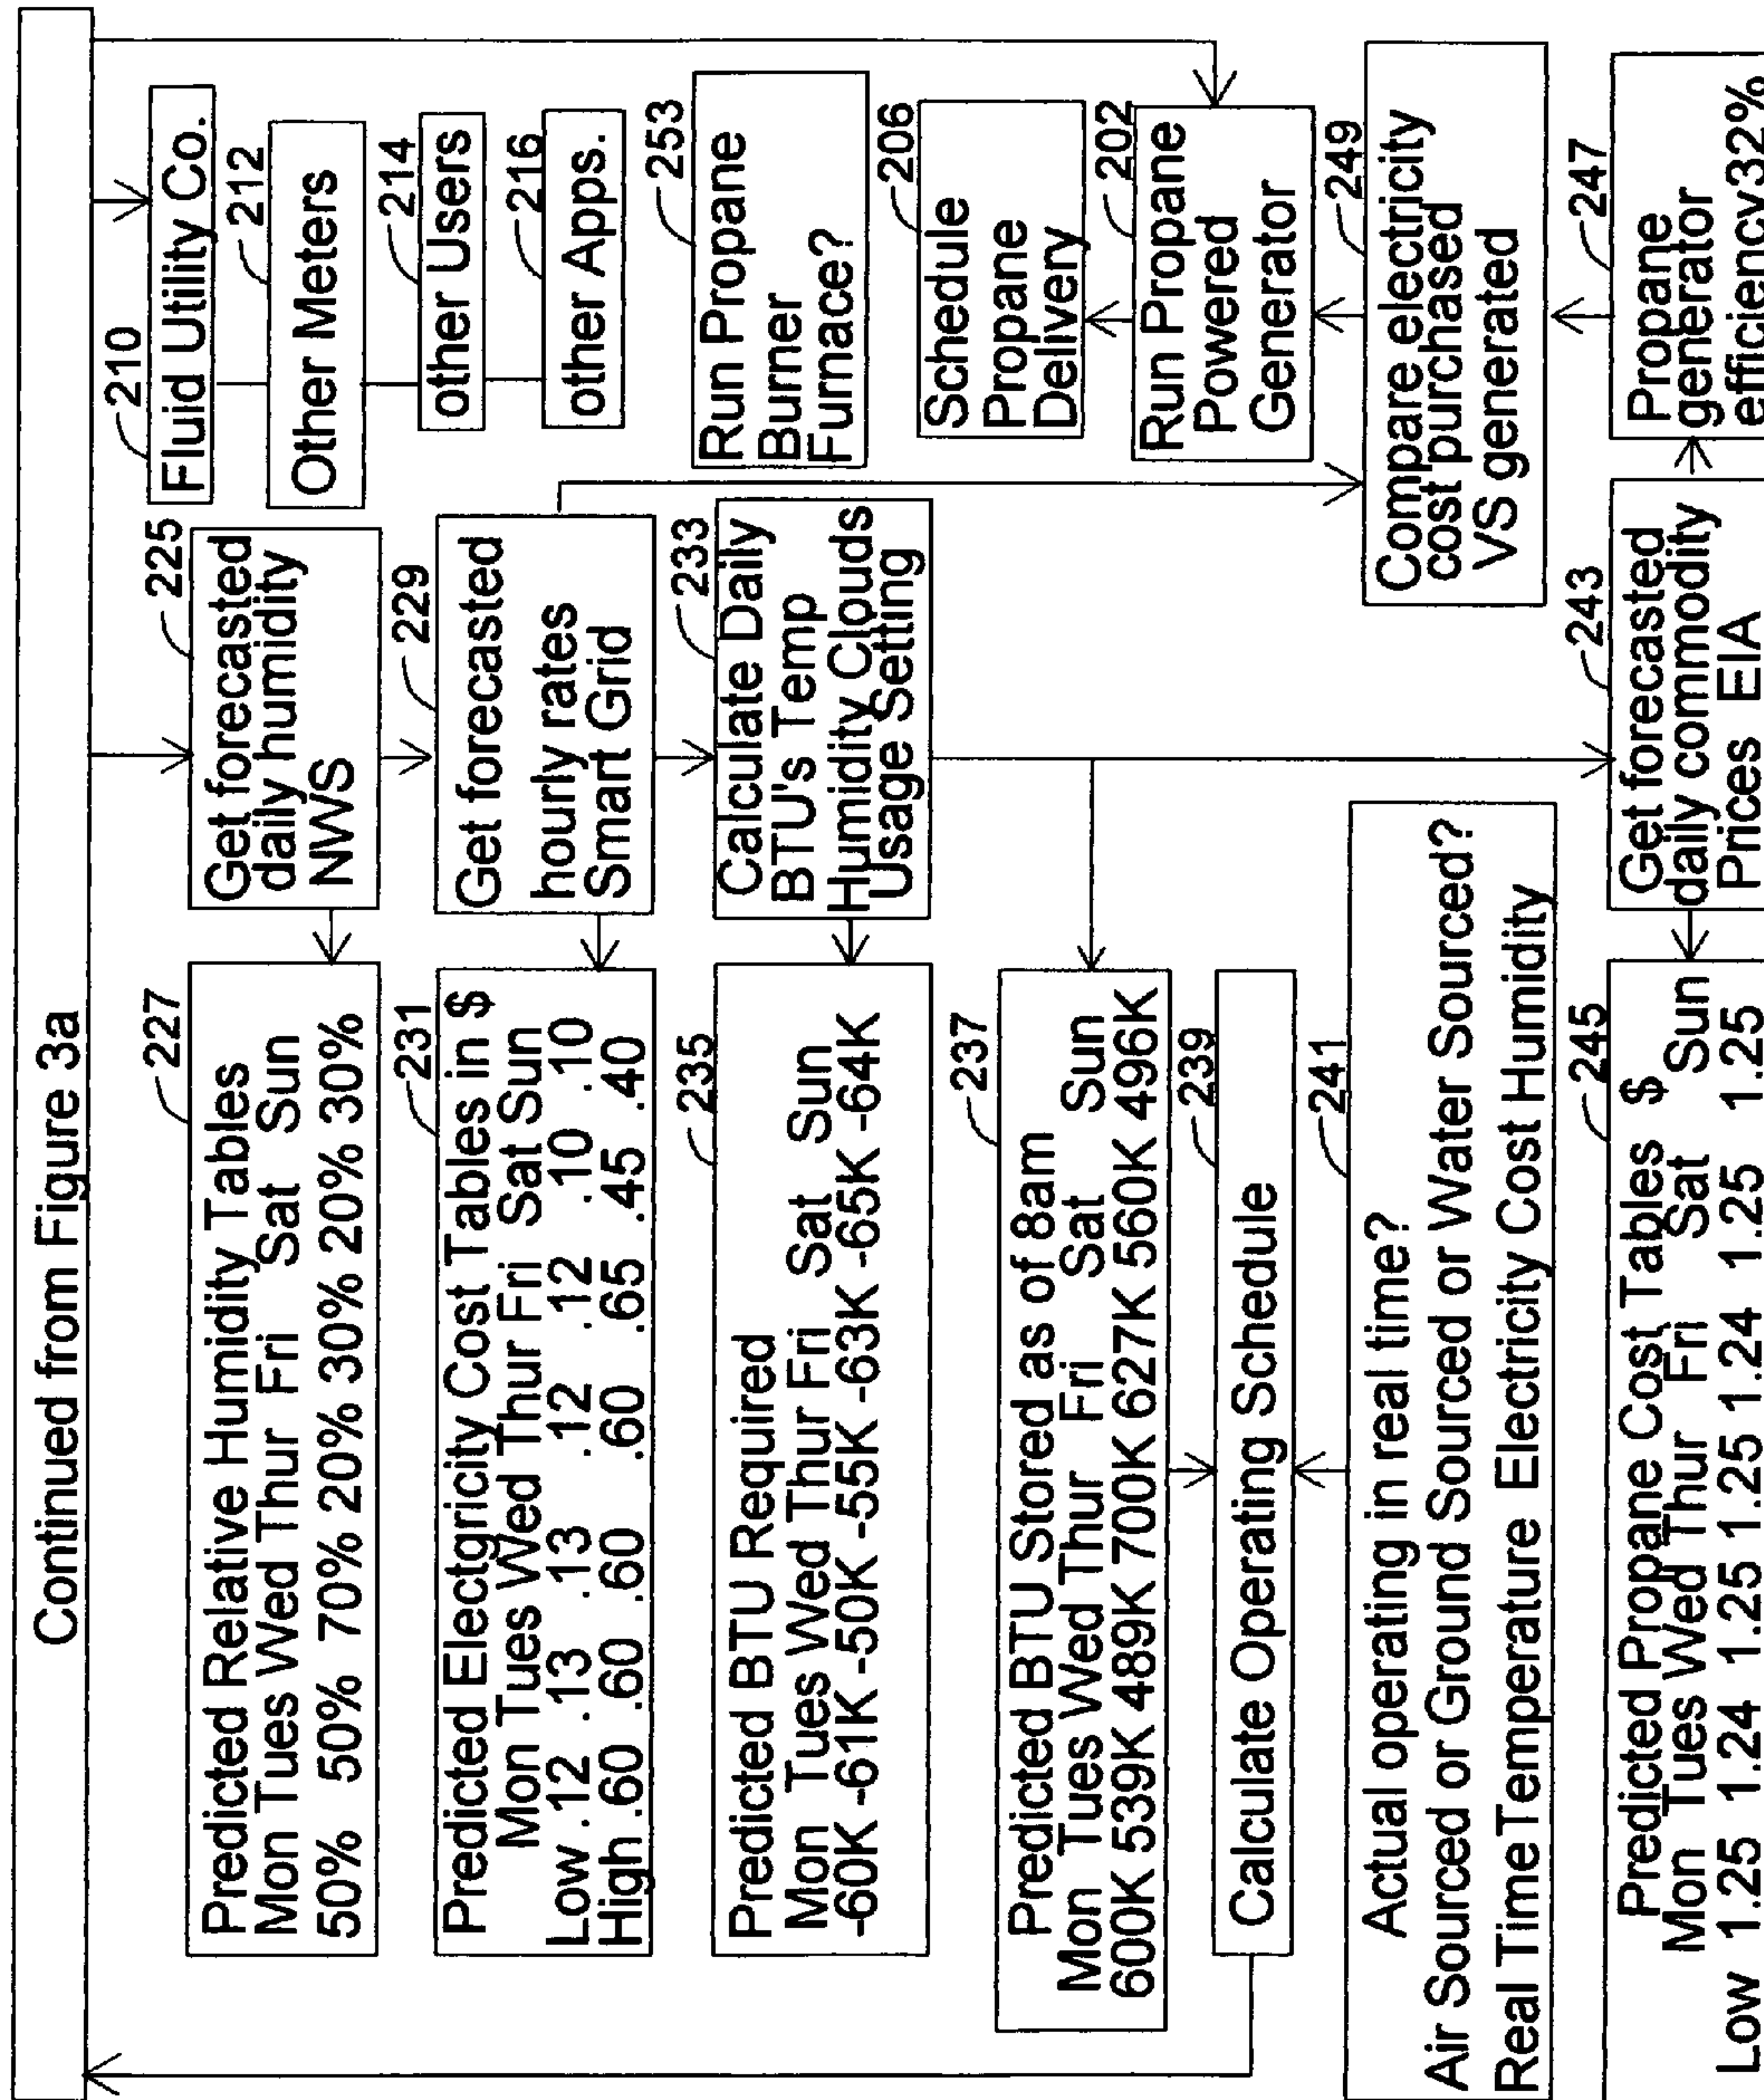 Continued from Figure 3a
227
Predicted Relative Humidity Tables
Mon Tues Wed Thur Fri Sat Sun
50% 50% 70% 20% 30% 20% 30%
225
Get forecasted
daily humidity
NWS
210
Fluid Utility Co.
212
Other Meters
214
other Users
216
other Apps.
231
Predicted Electgricity Cost Tables in $
Mon Tues Wed Thur Fri Sat Sun
Low .12 .13 .13 .12 .12 .10 .10
High .60 .60 .60 .60 .65 .45 .40
229
Get forecasted
hourly rates
Smart Grid
235
Predicted BTU Required
Mon Tues Wed Thur Fri Sat Sun
-60K -61K -50K -55K -63K -65K -64K
233
Calculate Daily
BTU's Temp
Humidity Clouds
Usage Setting
253
Run Propane
Burner
Furnace?
237
Predicted BTU Stored as of 8am
Mon Tues Wed Thur Fri Sat Sun
600K 539K 489K 700K 627K 560K 496K
206
Schedule
Propane
Delivery
239
Calculate Operating Schedule
202
Run Propane
Powered
Generator
241
Actual operating in real time?
Air Sourced or Ground Sourced or Water Sourced?
Real Time Temperature Electricity Cost Humidity
249
Compare electricity
cost purchased
VS generated
245
Predicted Propane Cost Tables $
Mon Tues Wed Thur Fri Sat Sun
Low 1.25 1.24 1.25 1.25 1.24 1.25 1.25
243
Get forecasted
daily commodity
Prices EIA
247
Propane
generator
efficiency32%